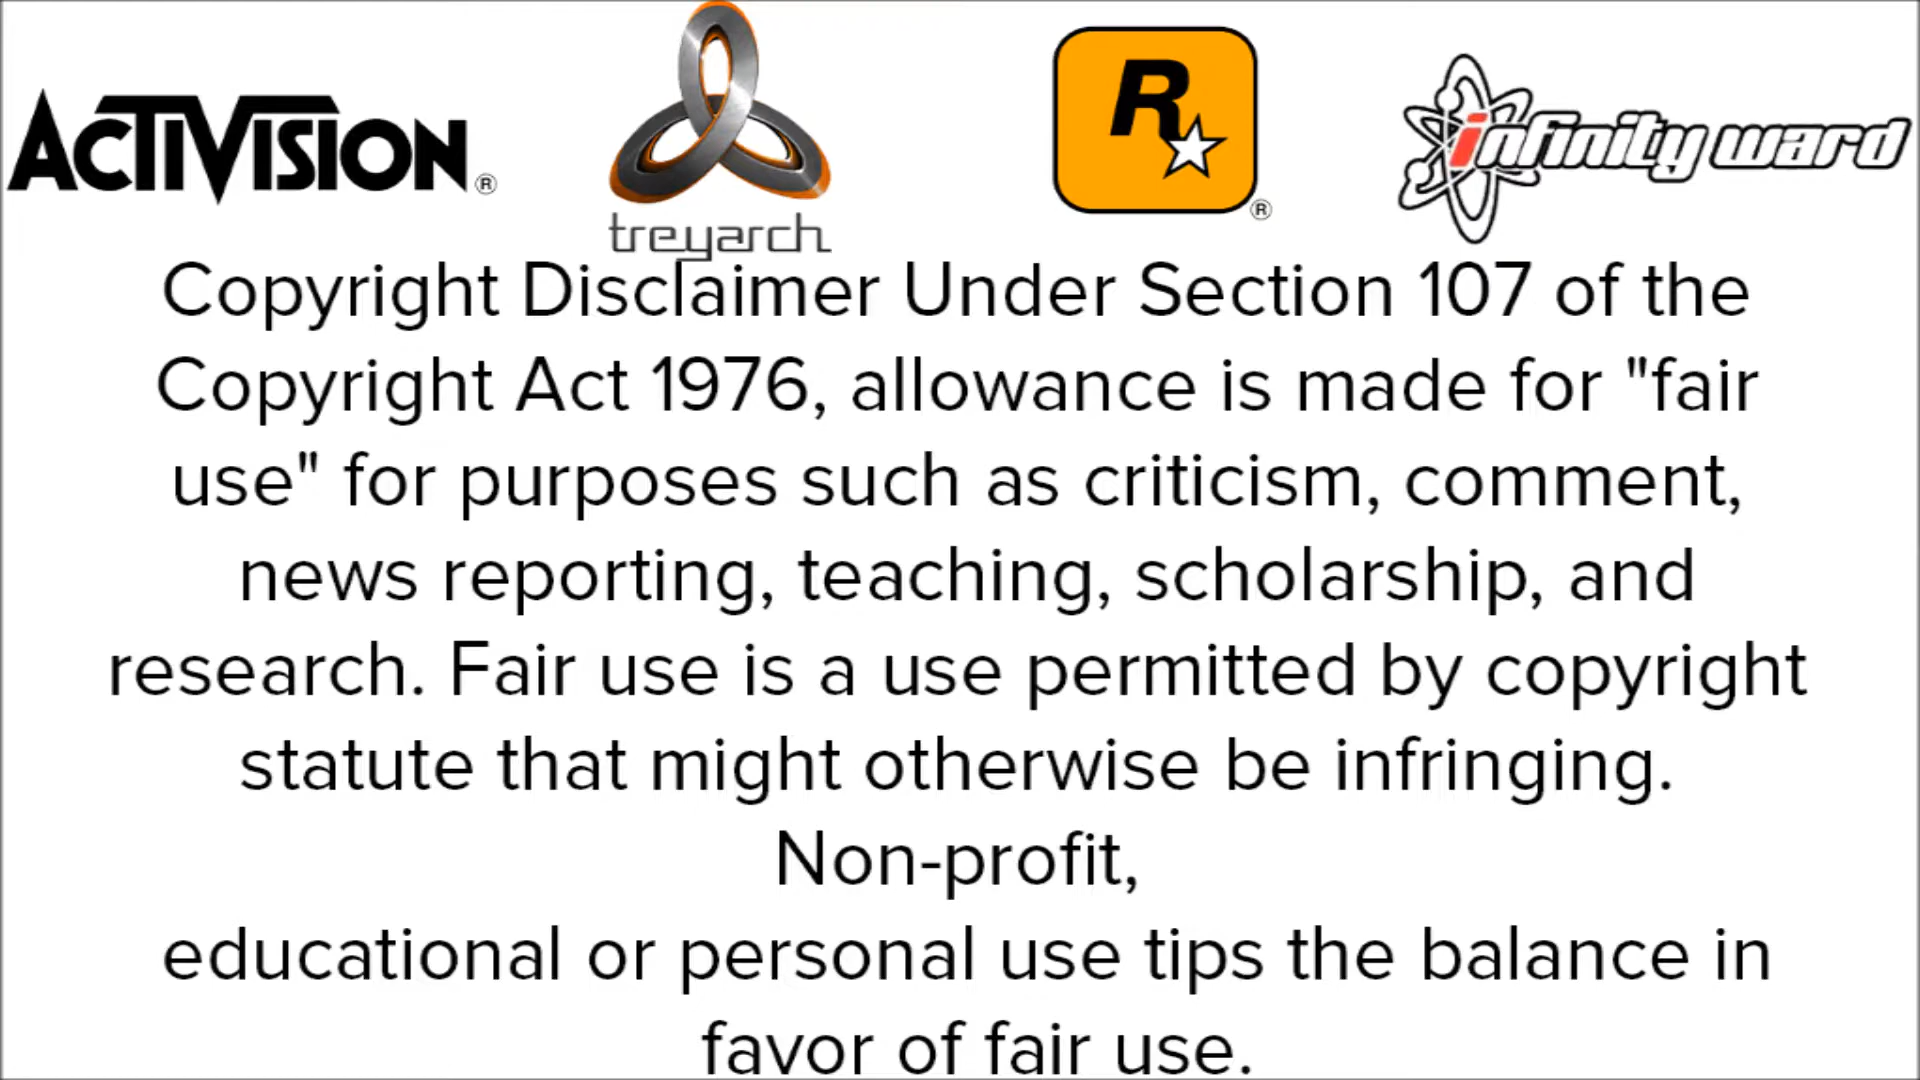 ACTIVISION®
treyarch
R ®
infinity ward
Copyright Disclaimer Under Section 107 of the
Copyright Act 1976, allowance is made for "fair
use" for purposes such as criticism, comment,
news reporting, teaching, scholarship, and
research. Fair use is a use permitted by copyright
statute that might otherwise be infringing.
Non-profit,
educational or personal use tips the balance in
favor of fair use.